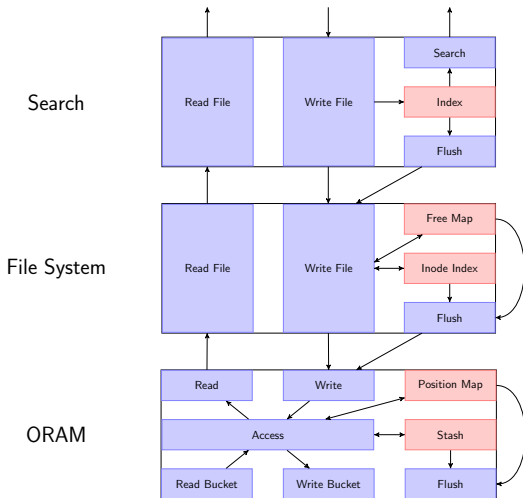 Search
Read File
Write File
Search
Index
Flush
File System
Read File
Write File
Free Map
Inode Index
Flush
ORAM
Read
Write
Position Map
Access
Stash
Read Bucket
Write Bucket
Flush